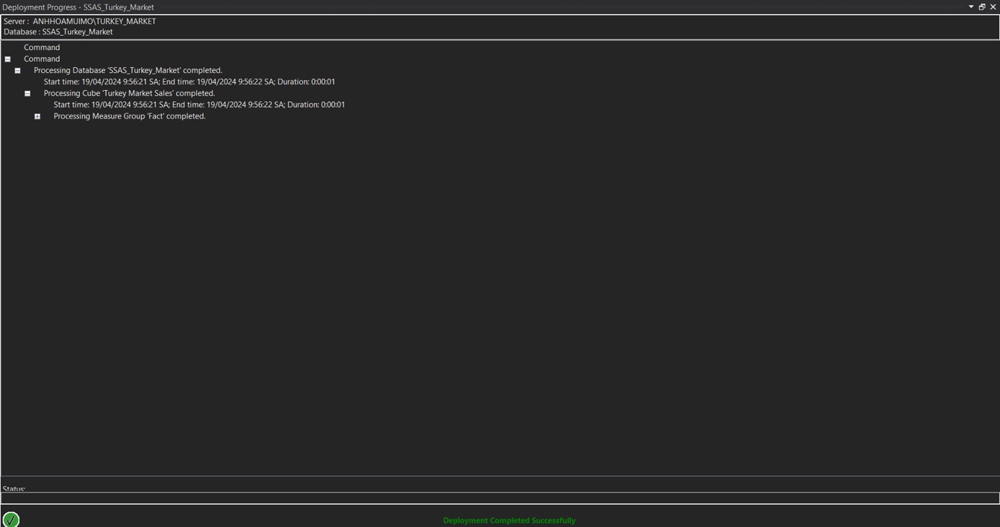 Deployment Progress - SSAS_Turkey_Market
Server : ANHHOAMUIMO\TURKEY_MARKET
Database : SSAS_Turkey_Market
Command
Command
Processing Database 'SSAS_Turkey_Market' completed.
Start time: 19/04/2024 9:56:21 SA; End time: 19/04/2024 9:56:22 SA; Duration: 0:00:01
Processing Cube 'Turkey Market Sales' completed.
Start time: 19/04/2024 9:56:21 SA; End time: 19/04/2024 9:56:22 SA; Duration: 0:00:01
Processing Measure Group 'Fact' completed.
Status:
Deployment Completed Successfully